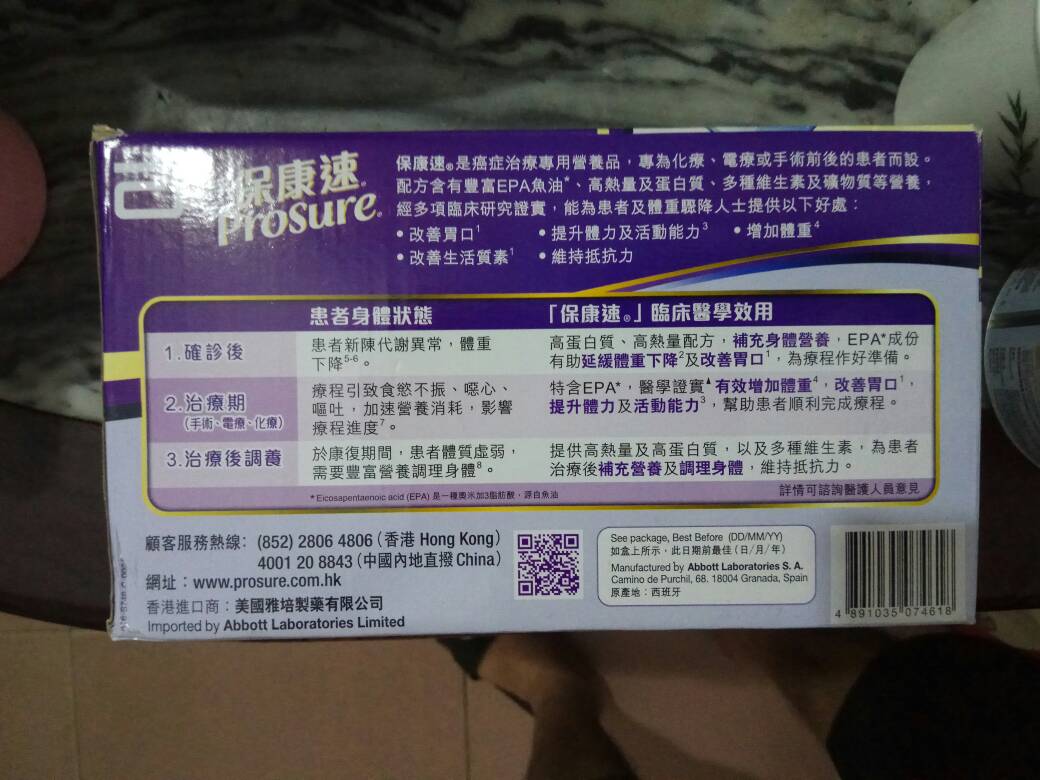 保康速®
Prosure®
保康速®是癌症治療專用營養品，專為化療、電療或手術前後的患者而設。
配方含有豐富EPA魚油*、高熱量及蛋白質、多種維生素及礦物質等營養，
經多項臨床研究證實，能為患者及體重驟降人士提供以下好處：
• 改善胃口¹ • 提升體力及活動能力³ • 增加體重⁴
• 改善生活質素¹ • 維持抵抗力
患者身體狀態 「保康速®」臨床醫學效用
1.確診後
患者新陳代謝異常，體重
下降⁵⁻⁶。
高蛋白質、高熱量配方，補充身體營養，EPA*成份
有助延緩體重下降²及改善胃口¹，為療程作好準備。
2.治療期
(手術、電療、化療)
療程引致食慾不振、噁心、
嘔吐，加速營養消耗，影響
療程進度⁷。
特含EPA*，醫學證實▲有效增加體重⁴，改善胃口¹，
提升體力及活動能力³，幫助患者順利完成療程。
3.治療後調養
於康復期間，患者體質虛弱，
需要豐富營養調理身體⁸。
提供高熱量及高蛋白質，以及多種維生素，為患者
治療後補充營養及調理身體，維持抵抗力。
*Eicosapentaenoic acid (EPA) 是一種奧米加3脂肪酸，源自魚油
詳情可諮詢醫護人員意見
顧客服務熱線：(852) 2806 4806 (香港 Hong Kong)
4001 20 8843 (中國內地直撥 China)
網址：www.prosure.com.hk
香港進口商：美國雅培製藥有限公司
Imported by Abbott Laboratories Limited
See package, Best Before (DD/MM/YY)
如盒上所示，此日期前最佳 (日/月/年)
Manufactured by Abbott Laboratories S. A.
Camino de Purchil, 68. 18004 Granada, Spain
原產地：西班牙
4 891035 074618